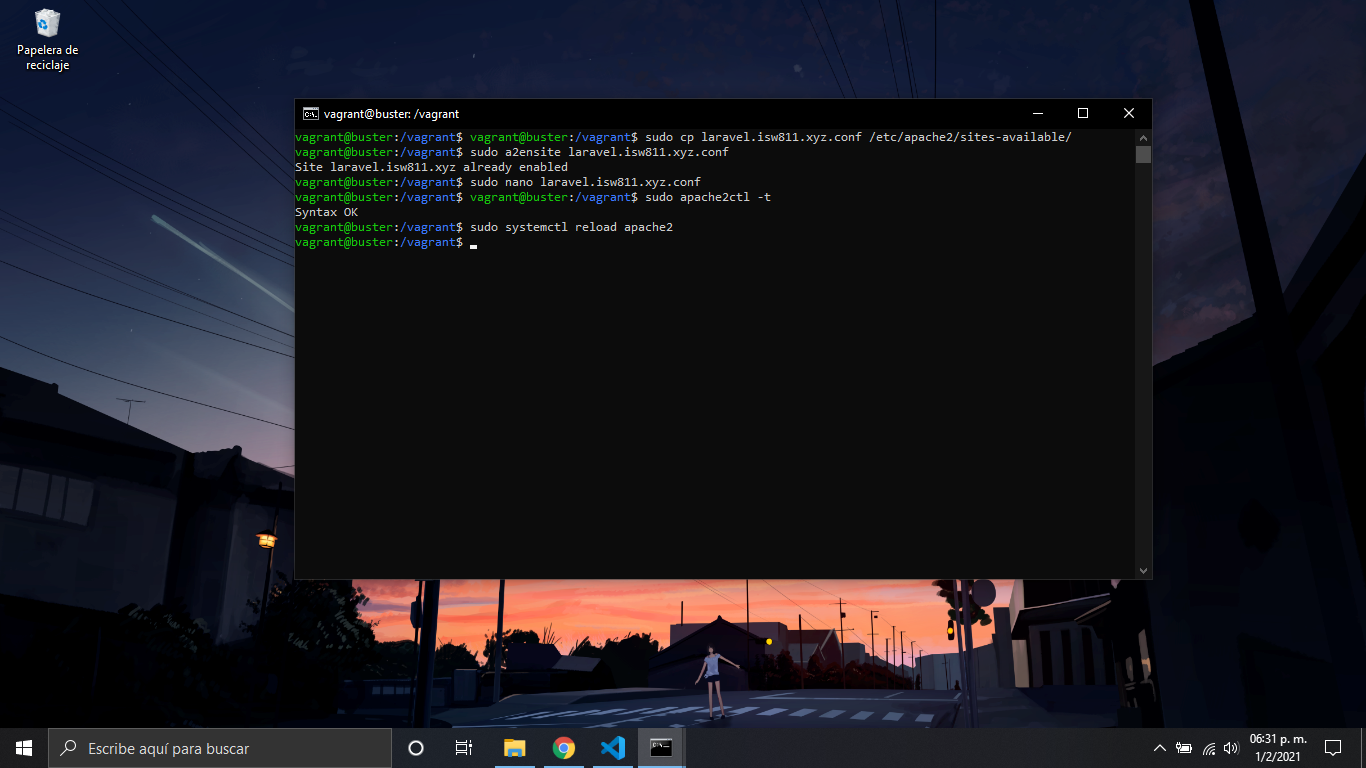 Papelera de
reciclaje
vagrant@buster: /vagrant
vagrant@buster:/vagrant$ vagrant@buster:/vagrant$ sudo cp laravel.isw811.xyz.conf /etc/apache2/sites-available/
vagrant@buster:/vagrant$ sudo a2ensite laravel.isw811.xyz.conf
Site laravel.isw811.xyz already enabled
vagrant@buster:/vagrant$ sudo nano laravel.isw811.xyz.conf
vagrant@buster:/vagrant$ vagrant@buster:/vagrant$ sudo apache2ctl -t
Syntax OK
vagrant@buster:/vagrant$ sudo systemctl reload apache2
vagrant@buster:/vagrant$
Escribe aquí para buscar
06:31 p. m.
1/2/2021